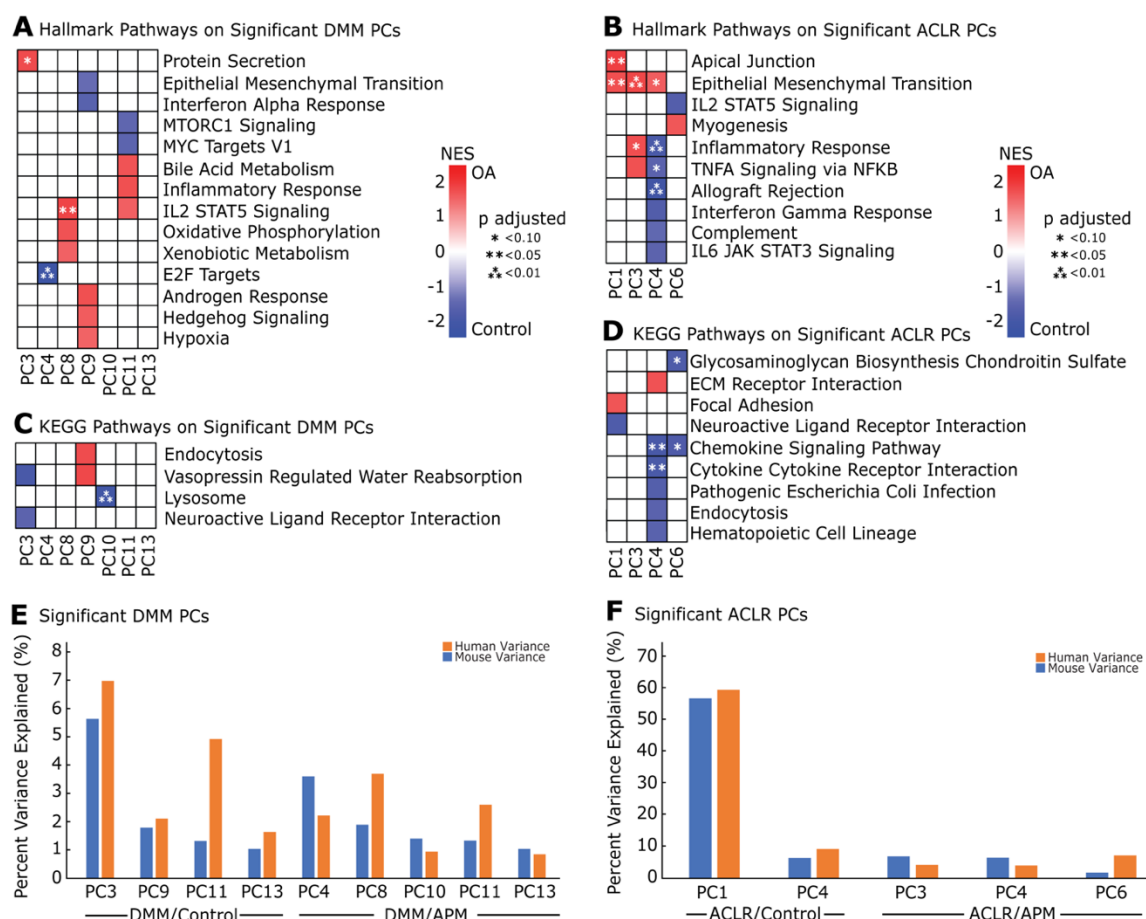 A Hallmark Pathways on Significant DMM PCs
*
Protein Secretion
Epithelial Mesenchymal Transition
Interferon Alpha Response
MTORC1 Signaling
MYC Targets V1
Bile Acid Metabolism
Inflammatory Response
**
IL2 STAT5 Signaling
Oxidative Phosphorylation
Xenobiotic Metabolism
***
E2F Targets
Androgen Response
Hedgehog Signaling
Hypoxia
PC3 PC4 PC8 PC9 PC10 PC11 PC13
NES
2
1
0
-1
-2
OA
Control
p adjusted
* <0.10
** <0.05
*** <0.01
B Hallmark Pathways on Significant ACLR PCs
**
Apical Junction
** *** *
Epithelial Mesenchymal Transition
IL2 STAT5 Signaling
Myogenesis
* ***
Inflammatory Response
*
TNFA Signaling via NFKB
***
Allograft Rejection
Interferon Gamma Response
Complement
IL6 JAK STAT3 Signaling
PC1 PC3 PC4 PC6
NES
2
1
0
-1
-2
OA
Control
p adjusted
* <0.10
** <0.05
*** <0.01
C KEGG Pathways on Significant DMM PCs
Endocytosis
Vasopressin Regulated Water Reabsorption
***
Lysosome
Neuroactive Ligand Receptor Interaction
PC3 PC4 PC8 PC9 PC10 PC11 PC13
D KEGG Pathways on Significant ACLR PCs
*
Glycosaminoglycan Biosynthesis Chondroitin Sulfate
ECM Receptor Interaction
Focal Adhesion
Neuroactive Ligand Receptor Interaction
** *
Chemokine Signaling Pathway
**
Cytokine Cytokine Receptor Interaction
Pathogenic Escherichia Coli Infection
Endocytosis
Hematopoietic Cell Lineage
PC1 PC3 PC4 PC6
E Significant DMM PCs
Human Variance
Mouse Variance
Percent Variance Explained (%)
8
7
6
5
4
3
2
1
0
PC3 PC9 PC11 PC13 PC4 PC8 PC10 PC11 PC13
DMM/Control DMM/APM
F Significant ACLR PCs
Human Variance
Mouse Variance
Percent Variance Explained (%)
70
60
50
40
30
20
10
0
PC1 PC4 PC3 PC4 PC6
ACLR/Control ACLR/APM